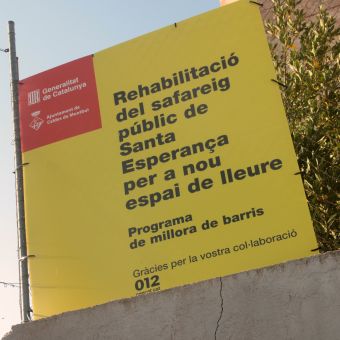 Generalitat
de Catalunya
Ajuntament de
Caldes de Montbui
Rehabilitació
del safareig
públic de
Santa
Esperança
per a nou
espai de lleure
Programa
de millora de barris
Gràcies per la vostra col·laboració
012